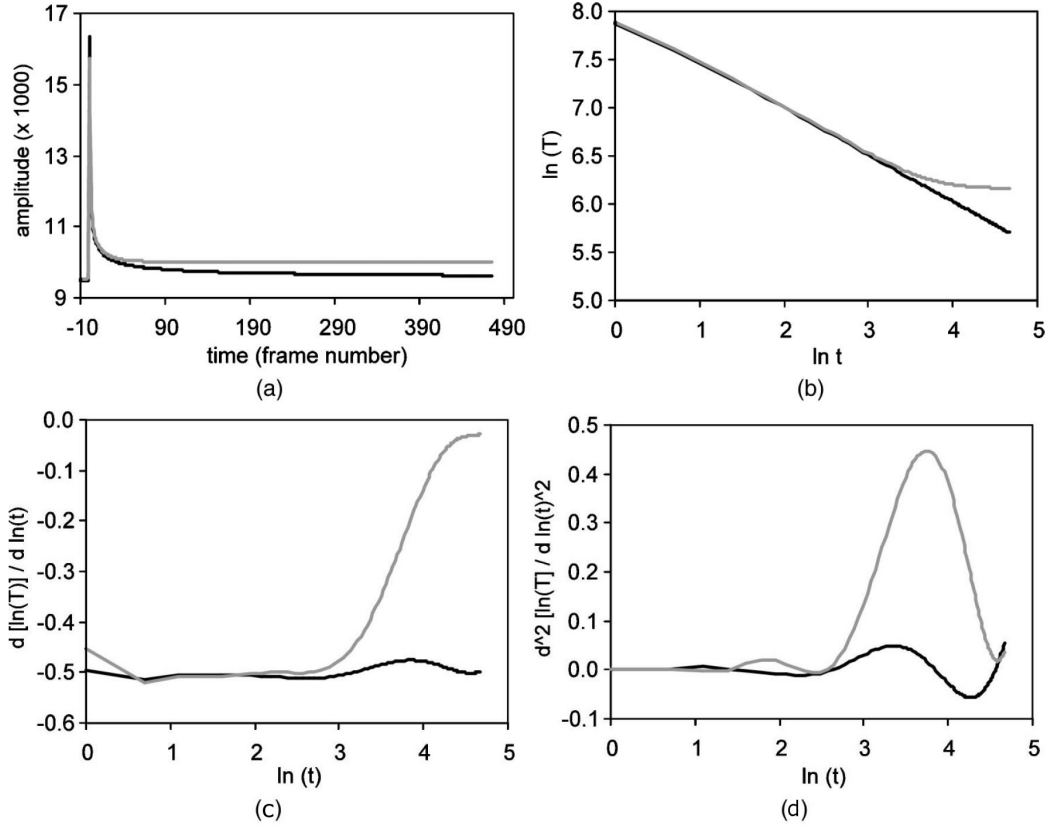 17
15
13
11
9
amplitude (x 1000)
-10 90 190 290 390 490
time (frame number)
(a)
8.0
7.5
7.0
6.5
6.0
5.5
5.0
ln (T)
0 1 2 3 4 5
ln t
(b)
0.0
-0.1
-0.2
-0.3
-0.4
-0.5
-0.6
d [ln(T)] / d ln(t)
0 1 2 3 4 5
ln (t)
(c)
0.5
0.4
0.3
0.2
0.1
0.0
-0.1
d^2 [ln(T] / d ln(t)^2
0 1 2 3 4 5
ln (t)
(d)